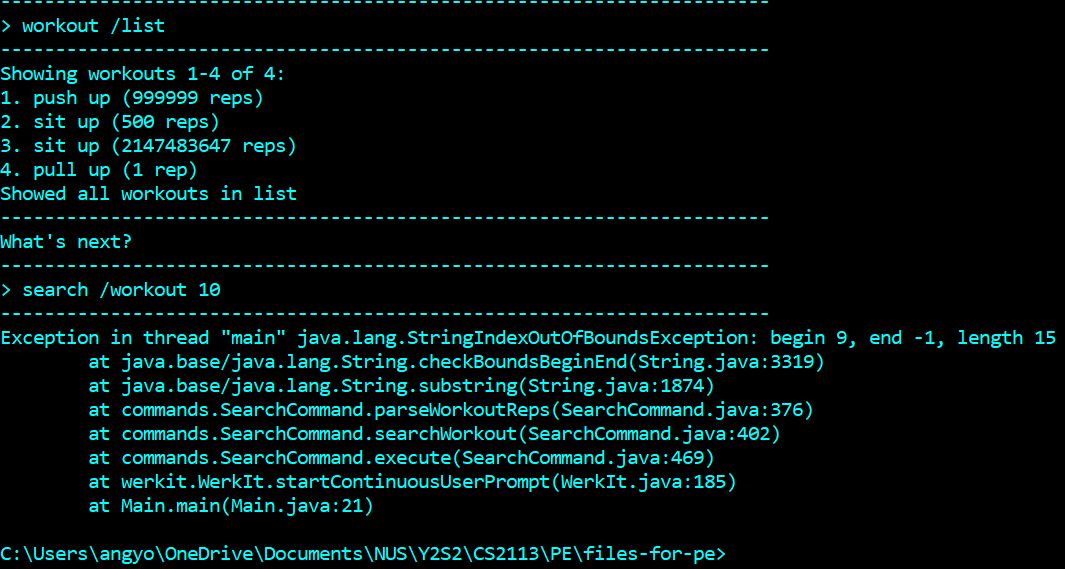 ----------------------------------------------------------------------
> workout /list
----------------------------------------------------------------------
Showing workouts 1-4 of 4:
1. push up (999999 reps)
2. sit up (500 reps)
3. sit up (2147483647 reps)
4. pull up (1 rep)
Showed all workouts in list
----------------------------------------------------------------------
What's next?
----------------------------------------------------------------------
> search /workout 10
----------------------------------------------------------------------
Exception in thread "main" java.lang.StringIndexOutOfBoundsException: begin 9, end -1, length 15
        at java.base/java.lang.String.checkBoundsBeginEnd(String.java:3319)
        at java.base/java.lang.String.substring(String.java:1874)
        at commands.SearchCommand.parseWorkoutReps(SearchCommand.java:376)
        at commands.SearchCommand.searchWorkout(SearchCommand.java:402)
        at commands.SearchCommand.execute(SearchCommand.java:469)
        at werkit.WerkIt.startContinuousUserPrompt(WerkIt.java:185)
        at Main.main(Main.java:21)
C:\Users\angyo\OneDrive\Documents\NUS\Y2S2\CS2113\PE\files-for-pe>